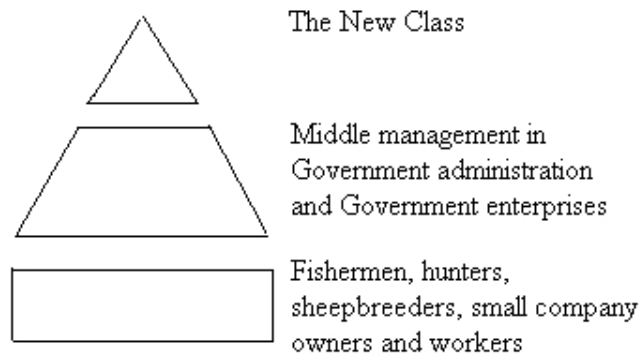 The New Class
Middle management in
Government administration
and Government enterprises
Fishermen, hunters,
sheepbreeders, small company
owners and workers